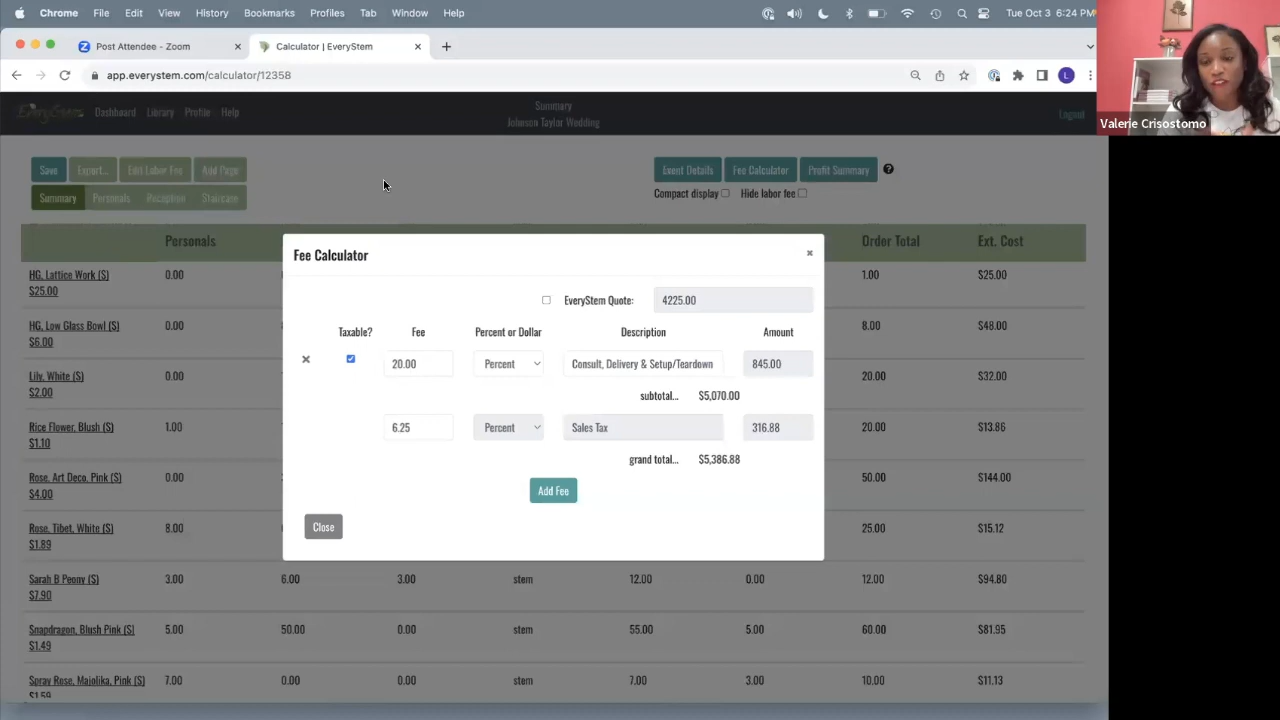 Chrome File Edit View History Bookmarks Profiles Tab Window Help Tue Oct 3 6:24 PM
Post Attendee - Zoom Calculator | EveryStem
app.everystem.com/calculator/12358 L
Valerie Crisostomo
EveryStem Dashboard Library Profile Help Summary Logout
Johnson Taylor Wedding
Save Export... Edit Labor Fee Add Page Event Details Fee Calculator Profit Summary ?
Summary Personals Reception Staircase Compact display Hide labor fee
Personals Order Total Ext. Cost
Fee Calculator ×
HG, Lattice Work (S) 0.00 1.00 $25.00
$25.00
EveryStem Quote: 4225.00
HG, Low Glass Bowl (S) 0.00 8.00 $48.00
$6.00
Taxable? Fee Percent or Dollar Description Amount
20.00 Percent Consult, Delivery & Setup/Teardown 845.00
Lily, White (S) 0.00 20.00 $32.00
$2.00
subtotal... $5,070.00
Rice Flower, Blush (S) 1.00 20.00 $13.86
$1.10
6.25 Percent Sales Tax 316.88
grand total... $5,386.88
Rose, Art Deco, Pink (S) 0.00 50.00 $144.00
$4.00
Add Fee
Rose, Tibet, White (S) 8.00 25.00 $15.12
$1.89
Close
Sarah B Peony (S) 3.00 6.00 3.00 stem 12.00 0.00 12.00 $94.80
$7.90
Snapdragon, Blush Pink (S) 5.00 50.00 0.00 stem 55.00 5.00 60.00 $81.95
$1.49
Spray Rose, Majolika, Pink (S) 7.00 0.00 0.00 stem 7.00 3.00 10.00 $11.13
$1.59